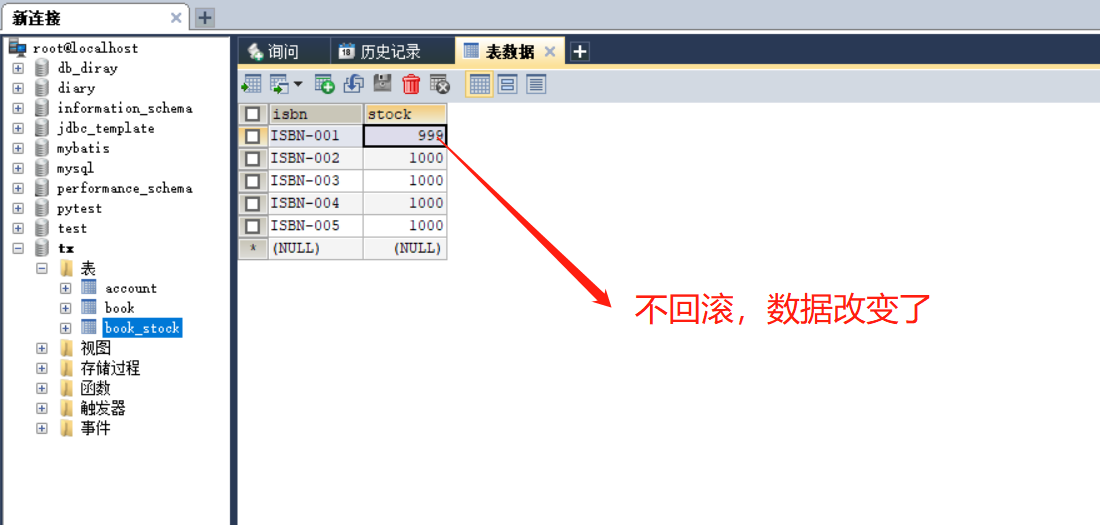 新连接
root@localhost
db_diray
diary
information_schema
jdbc_template
mybatis
mysql
performance_schema
pytest
test
tx
表
account
book
book_stock
视图
存储过程
函数
触发器
事件
询问 18 历史记录 表数据
isbn stock
ISBN-001 999
ISBN-002 1000
ISBN-003 1000
ISBN-004 1000
ISBN-005 1000
* (NULL) (NULL)
不回滚，数据改变了